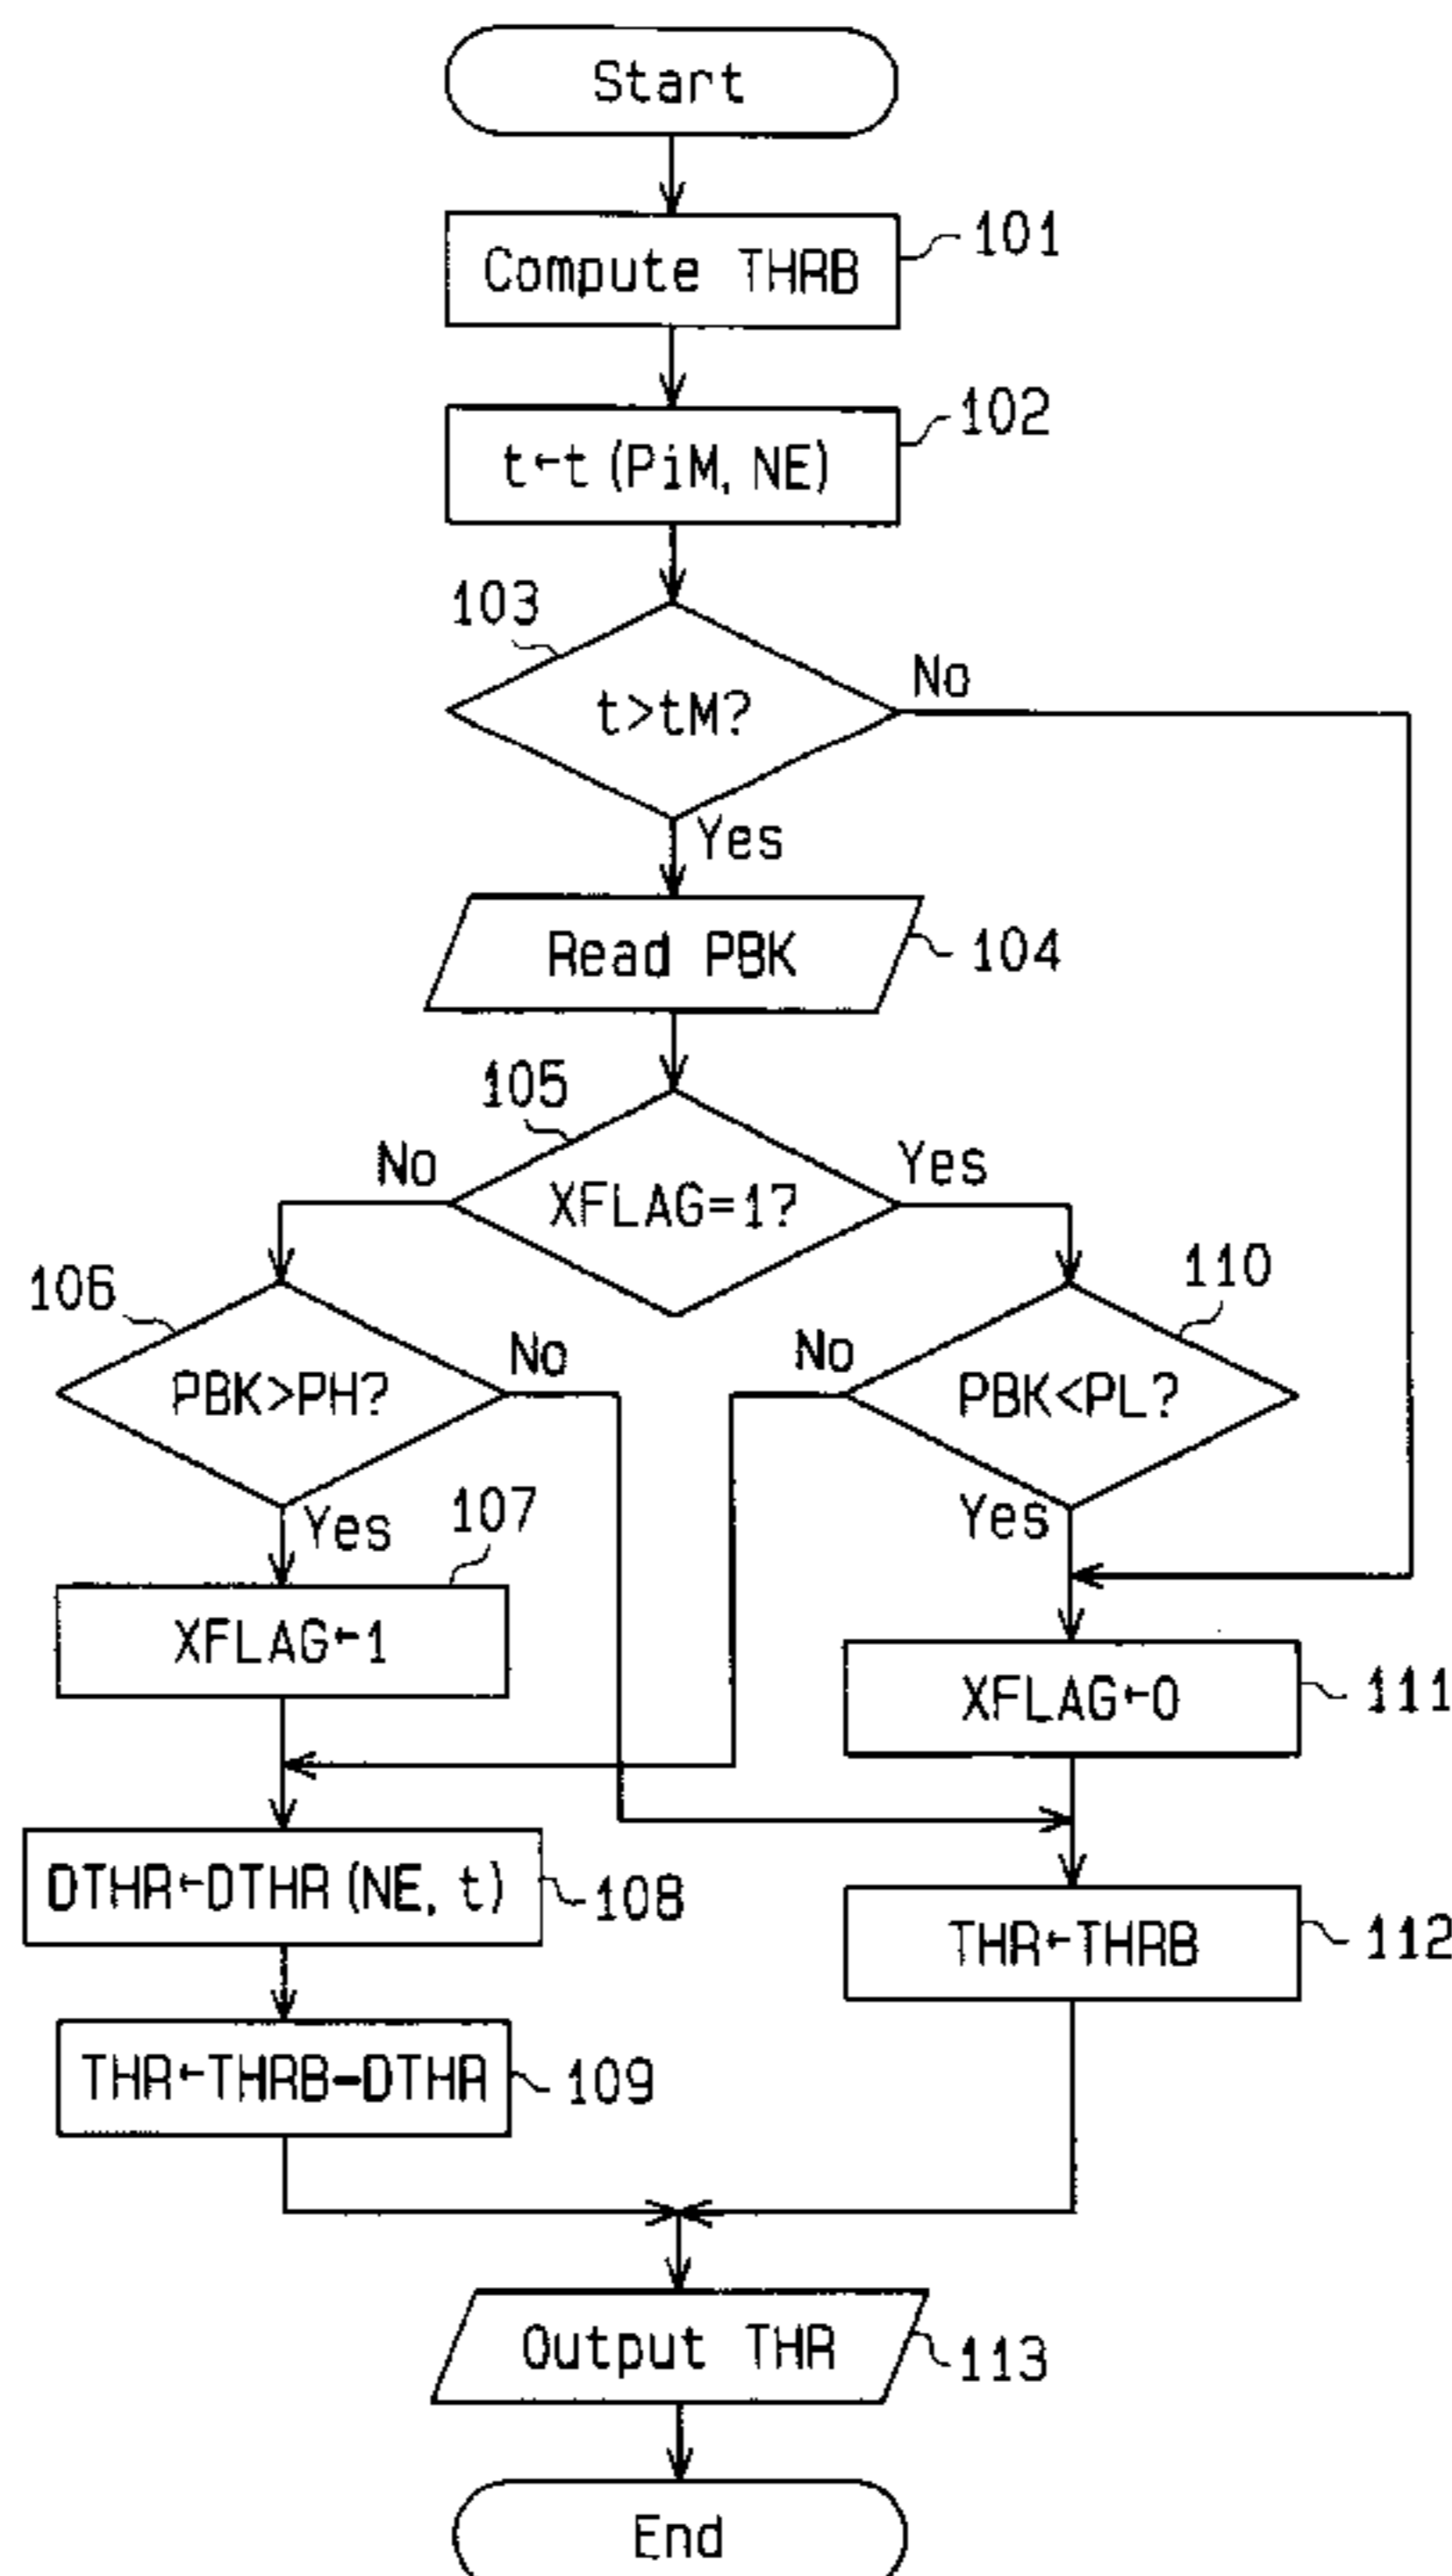 Start
Compute THRB
101
t←t (PiM, NE)
102
103
t>tM?
No
Yes
Read PBK
104
105
No
XFLAG=1?
Yes
106
PBK>PH?
No
No
PBK<PL?
110
Yes
107
Yes
XFLAG←1
XFLAG←0
111
DTHR←DTHR (NE, t)
108
THR←THRB
112
THR←THRB-DTHR
109
Output THR
113
End